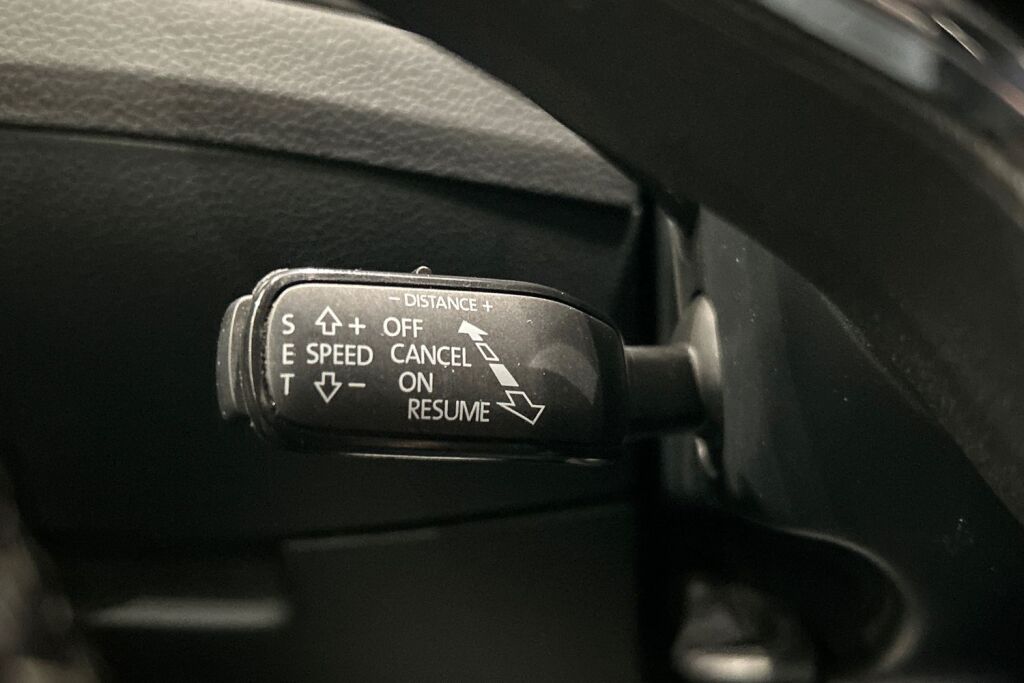 - DISTANCE +
S + OFF
E SPEED CANCEL
T - ON
RESUME